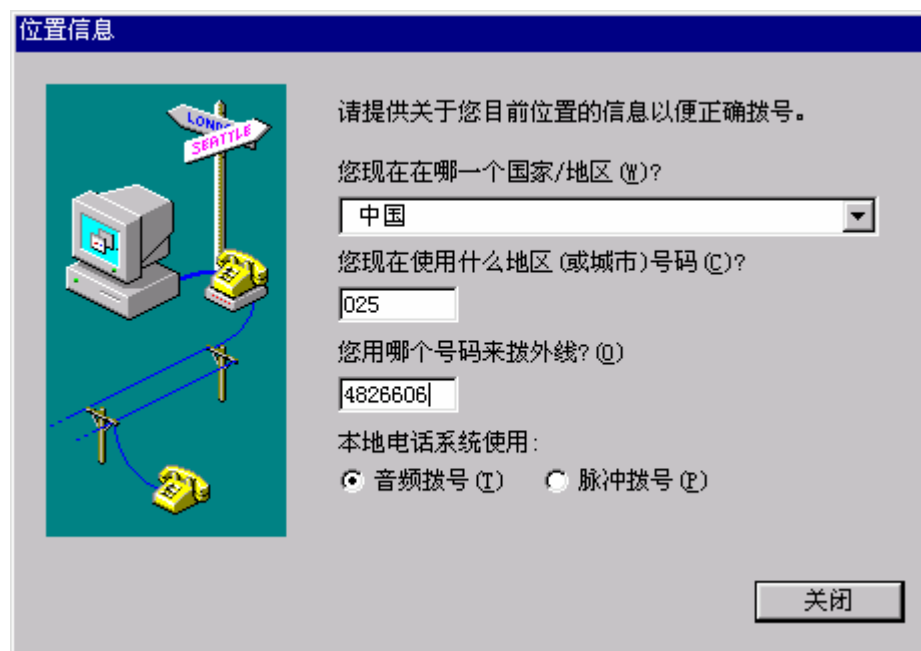 位置信息
LOND
SEATTLE
请提供关于您目前位置的信息以便正确拨号。
您现在在哪一个国家/地区(W)?
中国
您现在使用什么地区(或城市)号码(C)?
025
您用哪个号码来拨外线?(O)
4826606
本地电话系统使用:
音频拨号(T) 脉冲拨号(P)
关闭